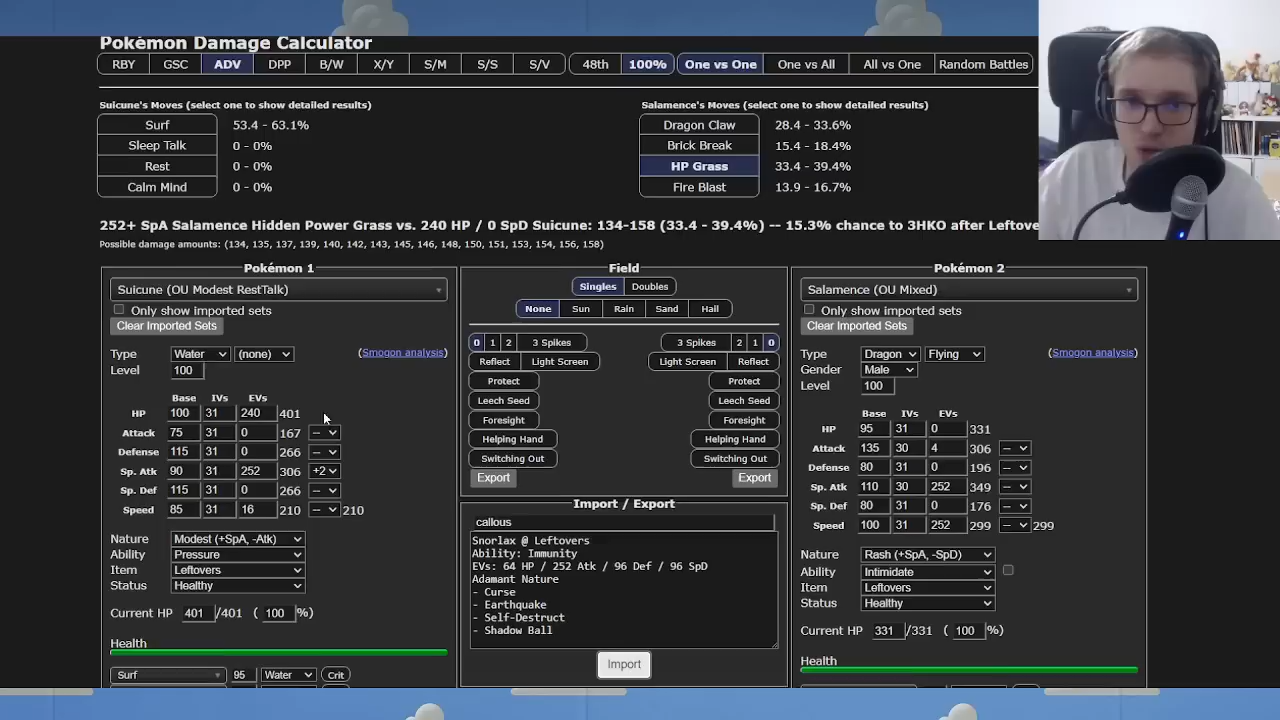 Pokémon Damage Calculator
RBY GSC ADV DPP B/W X/Y S/M S/S S/V 48th 100% One vs One One vs All All vs One Random Battles
Suicune's Moves (select one to show detailed results)
Surf 53.4 - 63.1%
Sleep Talk 0 - 0%
Rest 0 - 0%
Calm Mind 0 - 0%
Salamence's Moves (select one to show detailed results)
Dragon Claw 28.4 - 33.6%
Brick Break 15.4 - 18.4%
HP Grass 33.4 - 39.4%
Fire Blast 13.9 - 16.7%
252+ SpA Salamence Hidden Power Grass vs. 240 HP / 0 SpD Suicune: 134-158 (33.4 - 39.4%) -- 15.3% chance to 3HKO after Leftove
Possible damage amounts: (134, 135, 137, 139, 140, 142, 143, 145, 146, 148, 150, 151, 153, 154, 156, 158)
Pokémon 1
Suicune (OU Modest RestTalk)
Only show imported sets
Clear Imported Sets
Type Water (none) (Smogon analysis)
Level 100
Base IVs EVs
HP 100 31 240 401
Attack 75 31 0 167 --
Defense 115 31 0 266 --
Sp. Atk 90 31 252 306 +2
Sp. Def 115 31 0 266 --
Speed 85 31 16 210 -- 210
Nature Modest (+SpA, -Atk)
Ability Pressure
Item Leftovers
Status Healthy
Current HP 401 /401 ( 100 %)
Health
Surf 95 Water Crit
Field
Singles Doubles
None Sun Rain Sand Hail
0 1 2 3 Spikes 3 Spikes 2 1 0
Reflect Light Screen Light Screen Reflect
Protect Protect
Leech Seed Leech Seed
Foresight Foresight
Helping Hand Helping Hand
Switching Out Switching Out
Export Export
Import / Export
callous
Snorlax @ Leftovers
Ability: Immunity
EVs: 64 HP / 252 Atk / 96 Def / 96 SpD
Adamant Nature
- Curse
- Earthquake
- Self-Destruct
- Shadow Ball
Import
Pokémon 2
Salamence (OU Mixed)
Only show imported sets
Clear Imported Sets
Type Dragon Flying (Smogon analysis)
Gender Male
Level 100
Base IVs EVs
HP 95 31 0 331
Attack 135 30 4 306 --
Defense 80 31 0 196 --
Sp. Atk 110 30 252 349 --
Sp. Def 80 31 0 176 --
Speed 100 31 252 299 -- 299
Nature Rash (+SpA, -SpD)
Ability Intimidate
Item Leftovers
Status Healthy
Current HP 331 /331 ( 100 %)
Health